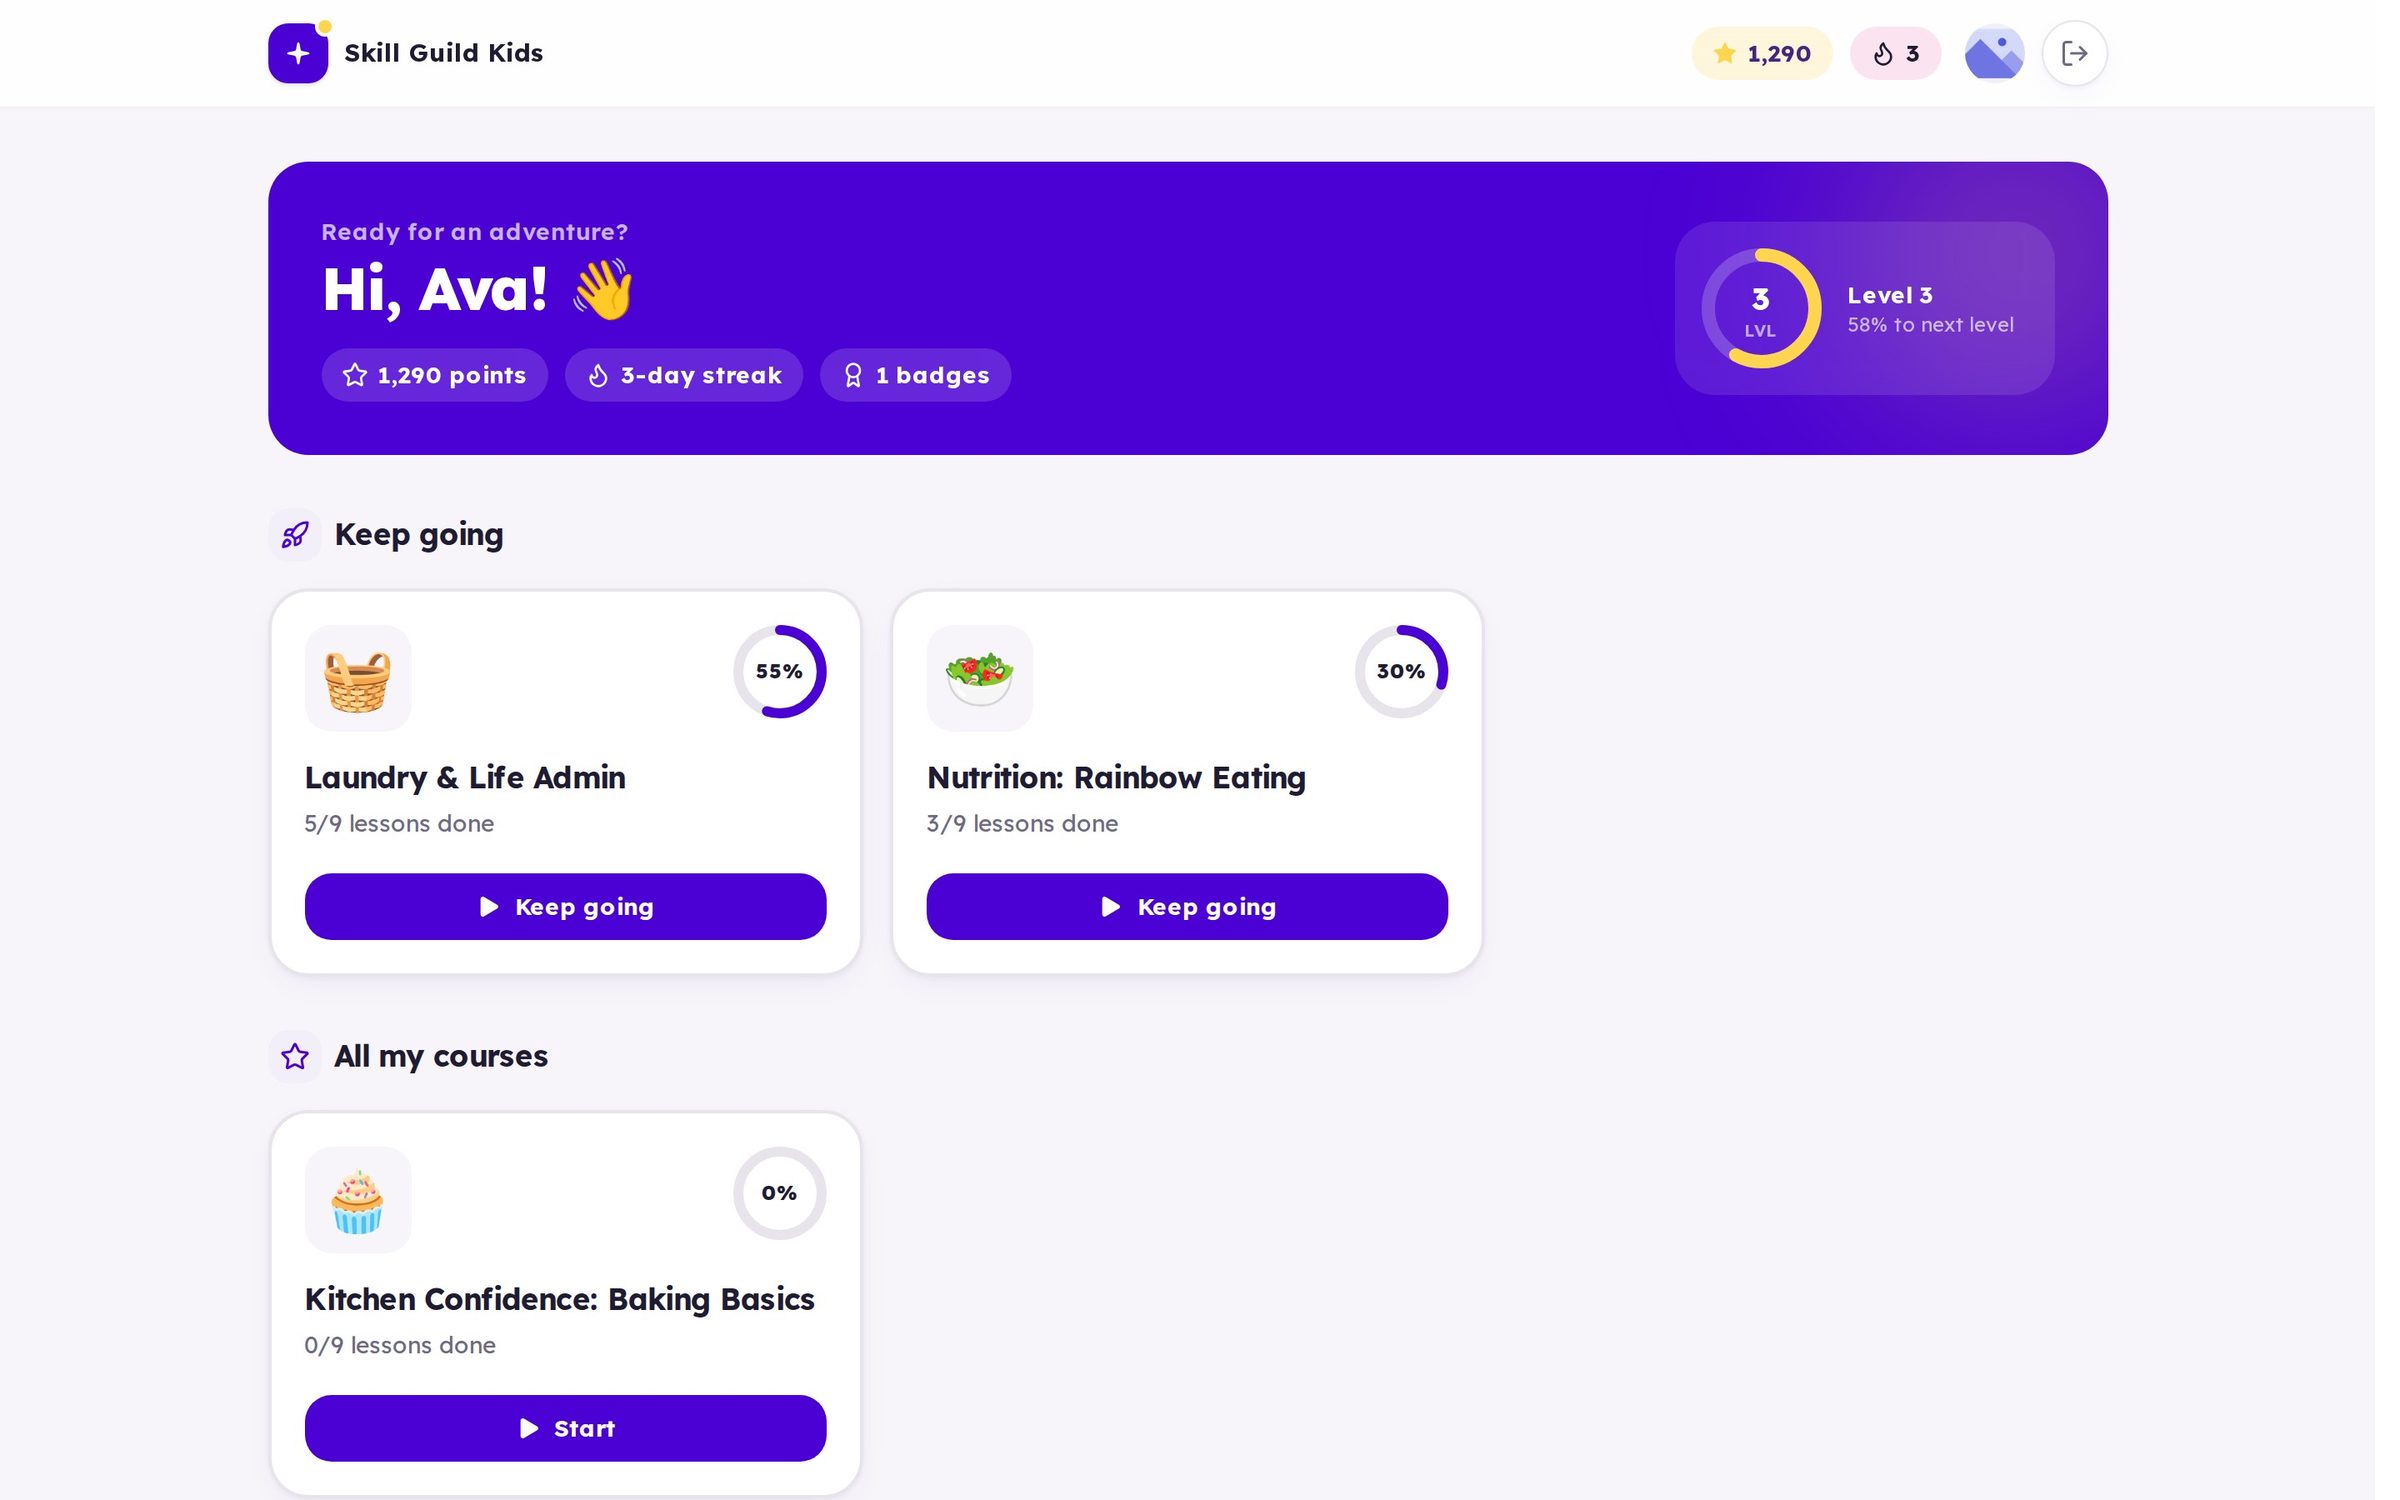 Skill Guild Kids
1,290
3
Ready for an adventure?
Hi, Ava! 👋
1,290 points
3-day streak
1 badges
3
LVL
Level 3
58% to next level
Keep going
55%
Laundry & Life Admin
5/9 lessons done
Keep going
30%
Nutrition: Rainbow Eating
3/9 lessons done
Keep going
All my courses
0%
Kitchen Confidence: Baking Basics
0/9 lessons done
Start